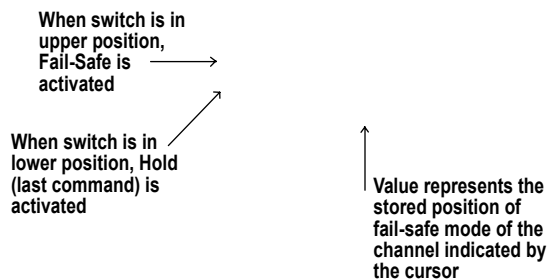 When switch is in
upper position,
Fail-Safe is
activated
When switch is in
lower position, Hold
(last command) is
activated
Value represents the
stored position of
fail-safe mode of the
channel indicated by
the cursor